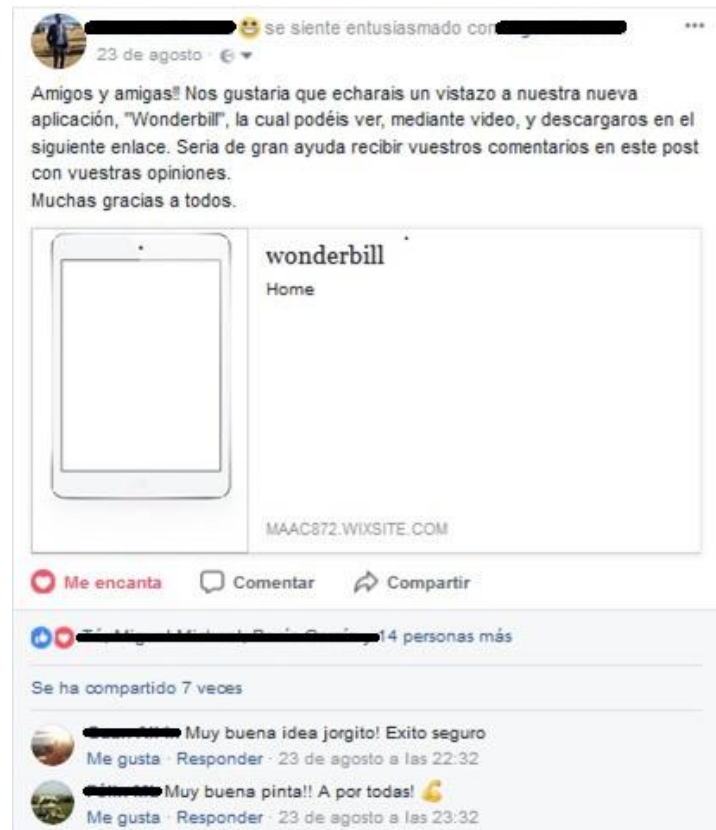 se siente entusiasmado con
23 de agosto
Amigos y amigas!! Nos gustaria que echarais un vistazo a nuestra nueva
aplicación, "Wonderbill", la cual podéis ver, mediante video, y descargaros en el
siguiente enlace. Seria de gran ayuda recibir vuestros comentarios en este post
con vuestras opiniones.
Muchas gracias a todos.
wonderbill
Home
MAAC872.WIXSITE.COM
Me encanta Comentar Compartir
14 personas más
Se ha compartido 7 veces
Muy buena idea jorgito! Exito seguro
Me gusta · Responder · 23 de agosto a las 22:32
Muy buena pinta!! A por todas! 💪
Me gusta · Responder · 23 de agosto a las 23:32